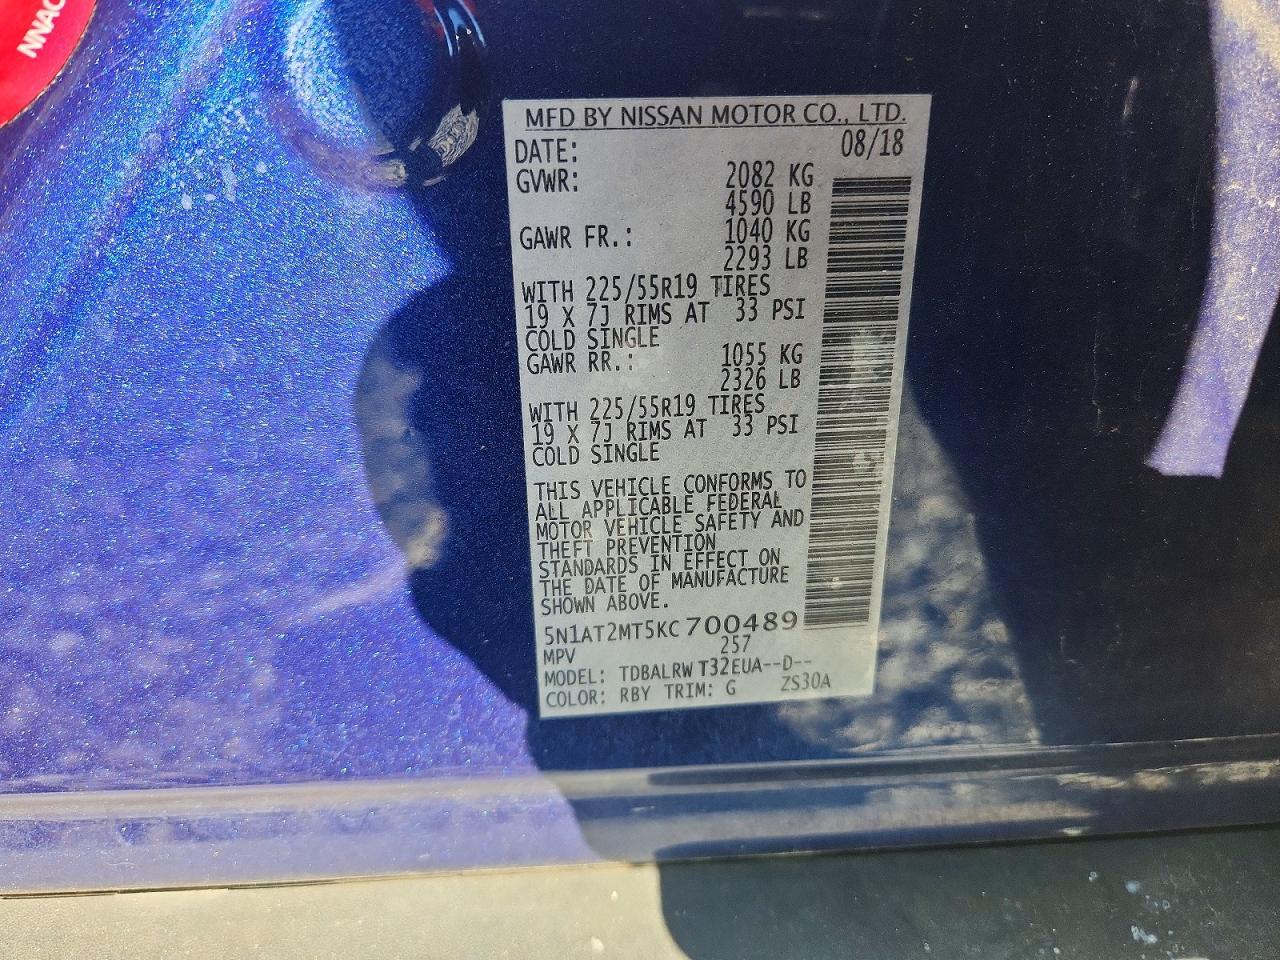 NNAC
MFD BY NISSAN MOTOR CO., LTD.
DATE: 08/18
GVWR: 2082 KG
4590 LB
GAWR FR.: 1040 KG
2293 LB
WITH 225/55R19 TIRES
19 X 7J RIMS AT 33 PSI
COLD SINGLE
GAWR RR.: 1055 KG
2326 LB
WITH 225/55R19 TIRES
19 X 7J RIMS AT 33 PSI
COLD SINGLE
THIS VEHICLE CONFORMS TO
ALL APPLICABLE FEDERAL
MOTOR VEHICLE SAFETY AND
THEFT PREVENTION
STANDARDS IN EFFECT ON
THE DATE OF MANUFACTURE
SHOWN ABOVE.
5N1AT2MT5KC700489
MPV 257
MODEL: TDBALRW T32EUA--D--
COLOR: RBY TRIM: G ZS30A